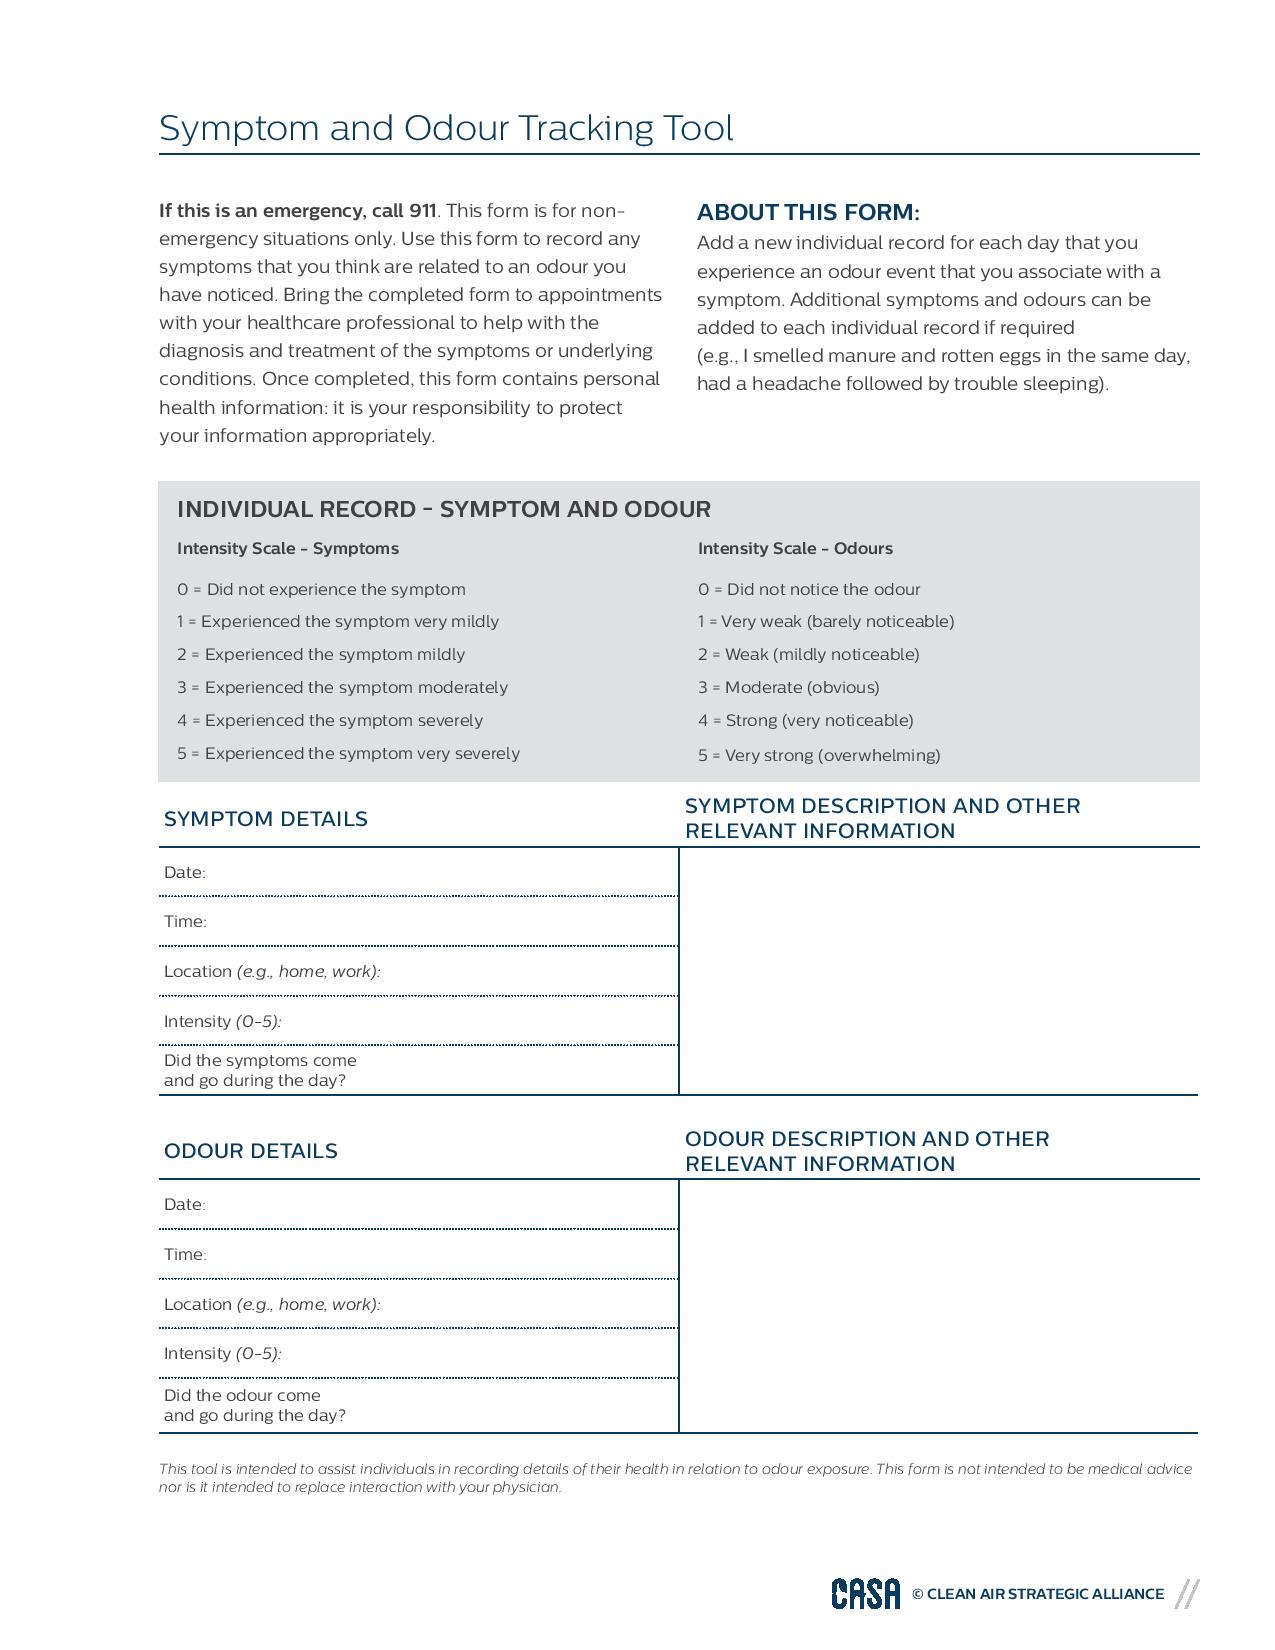 Symptom and Odour Tracking Tool
If this is an emergency, call 911. This form is for non-
emergency situations only. Use this form to record any
symptoms that you think are related to an odour you
have noticed. Bring the completed form to appointments
with your healthcare professional to help with the
diagnosis and treatment of the symptoms or underlying
conditions. Once completed, this form contains personal
health information: it is your responsibility to protect
your information appropriately.
ABOUT THIS FORM:
Add a new individual record for each day that you
experience an odour event that you associate with a
symptom. Additional symptoms and odours can be
added to each individual record if required
(e.g., I smelled manure and rotten eggs in the same day,
had a headache followed by trouble sleeping).
INDIVIDUAL RECORD - SYMPTOM AND ODOUR
Intensity Scale - Symptoms
0 = Did not experience the symptom
1 = Experienced the symptom very mildly
2 = Experienced the symptom mildly
3 = Experienced the symptom moderately
4 = Experienced the symptom severely
5 = Experienced the symptom very severely
Intensity Scale - Odours
0 = Did not notice the odour
1 = Very weak (barely noticeable)
2 = Weak (mildly noticeable)
3 = Moderate (obvious)
4 = Strong (very noticeable)
5 = Very strong (overwhelming)
SYMPTOM DETAILS
Date:
Time:
Location (e.g., home, work):
Intensity (0-5):
Did the symptoms come
and go during the day?
SYMPTOM DESCRIPTION AND OTHER
RELEVANT INFORMATION
ODOUR DETAILS
Date:
Time:
Location (e.g., home, work):
Intensity (0-5):
Did the odour come
and go during the day?
ODOUR DESCRIPTION AND OTHER
RELEVANT INFORMATION
This tool is intended to assist individuals in recording details of their health in relation to odour exposure. This form is not intended to be medical advice
nor is it intended to replace interaction with your physician.
CASA © CLEAN AIR STRATEGIC ALLIANCE //